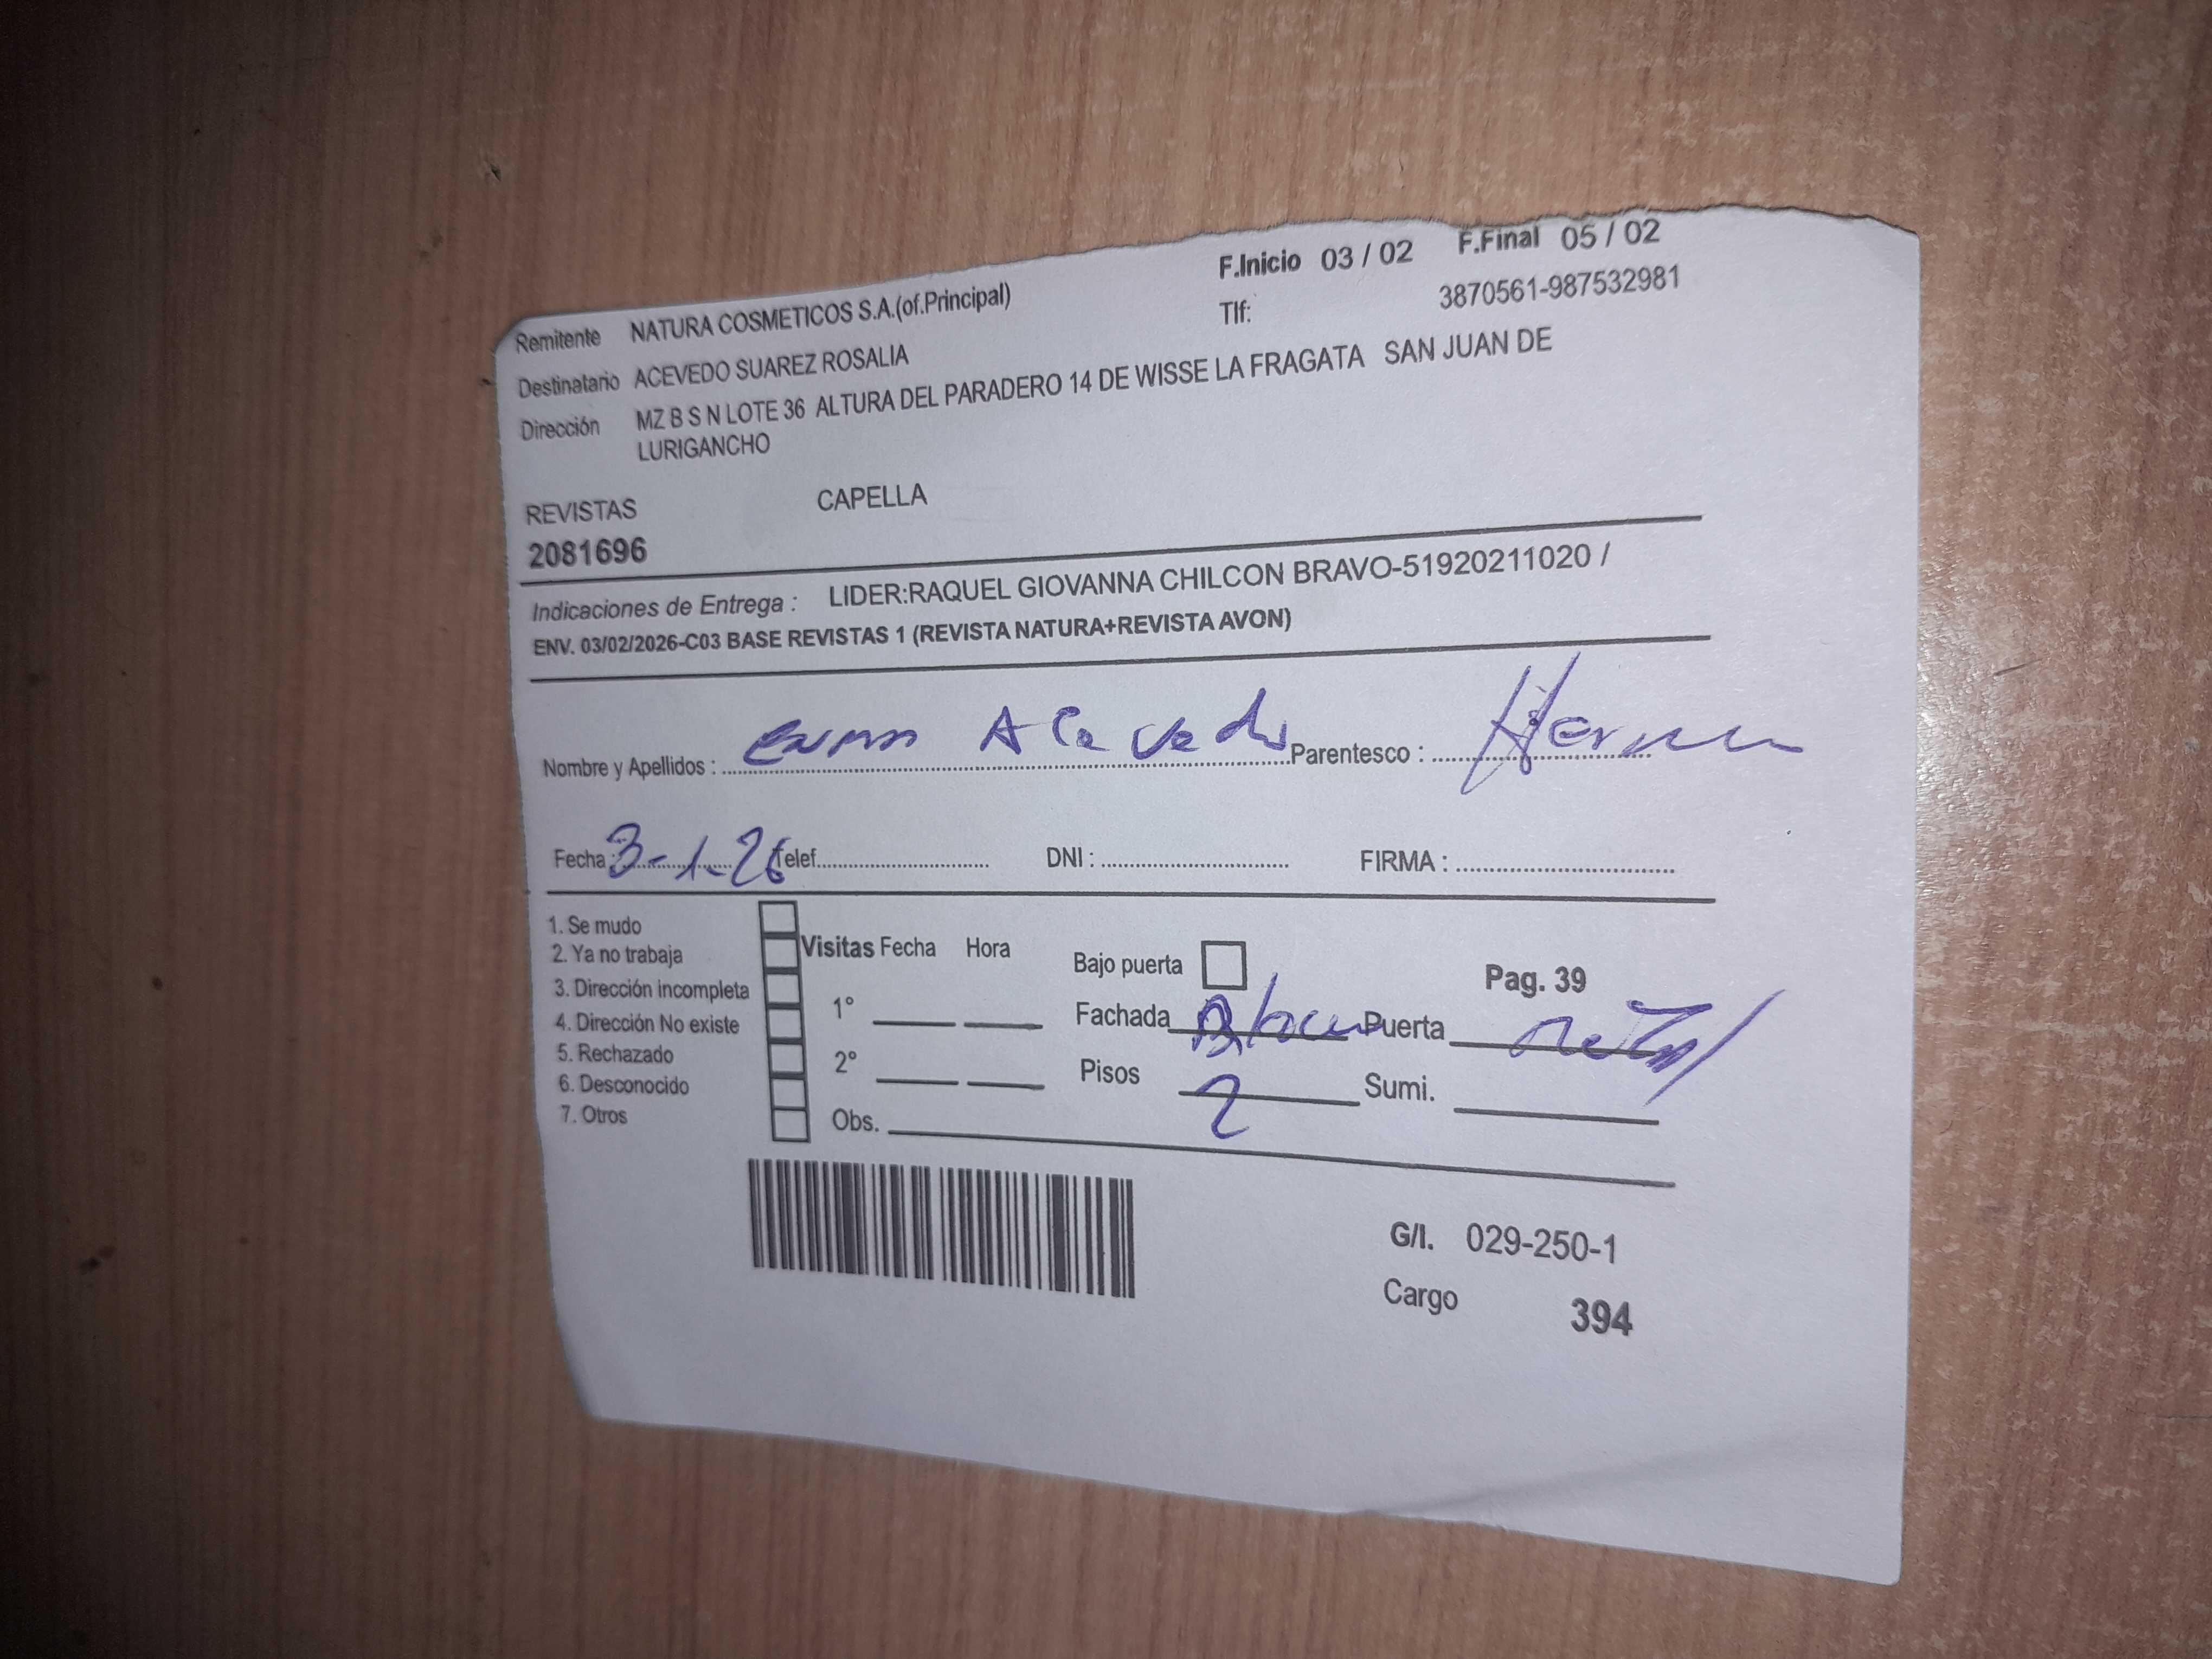 F.Inicio 03 / 02 F.Final 05 / 02
Remitente NATURA COSMETICOS S.A.(of.Principal) Tlf: 3870561-987532981
Destinatario ACEVEDO SUAREZ ROSALIA
Dirección MZ B S N LOTE 36 ALTURA DEL PARADERO 14 DE WISSE LA FRAGATA SAN JUAN DE
LURIGANCHO
REVISTAS CAPELLA
2081696
Indicaciones de Entrega : LIDER:RAQUEL GIOVANNA CHILCON BRAVO-51920211020 /
ENV. 03/02/2026-C03 BASE REVISTAS 1 (REVISTA NATURA+REVISTA AVON)
Nombre y Apellidos : Acevedo Parentesco :
Fecha : 3-1-26 Telef. DNI : FIRMA :
1. Se mudo
2. Ya no trabaja
3. Dirección incompleta
4. Dirección No existe
5. Rechazado
6. Desconocido
7. Otros
Visitas Fecha Hora
1°
2°
Obs.
Bajo puerta
Fachada Puerta
Pisos 2 Sumi.
Pag. 39
G/I. 029-250-1
Cargo 394